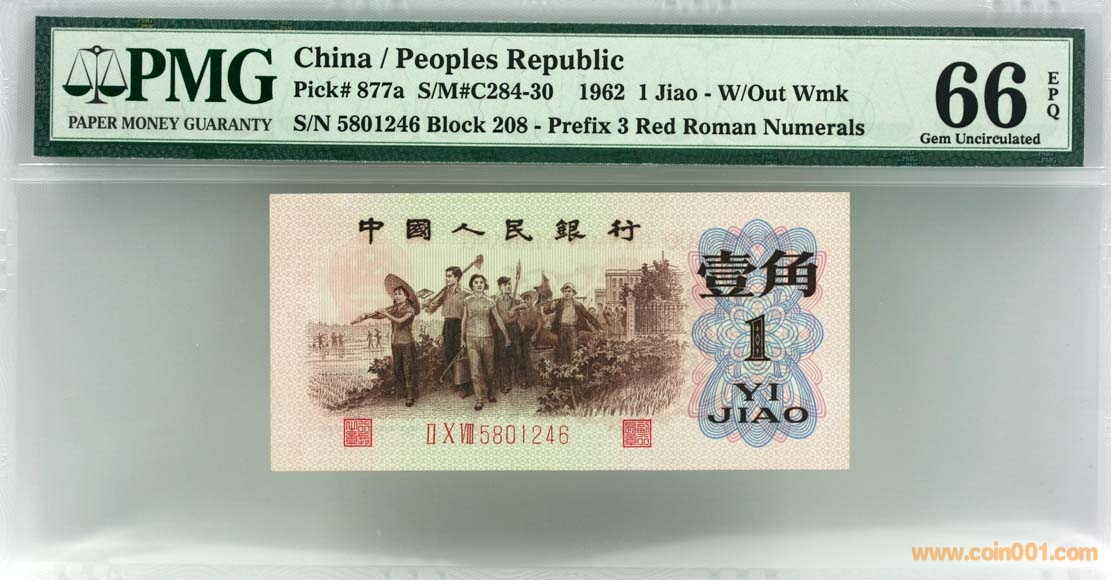 PMG
PAPER MONEY GUARANTY
China / Peoples Republic
Pick# 877a S/M#C284-30 1962 1 Jiao - W/Out Wmk
S/N 5801246 Block 208 - Prefix 3 Red Roman Numerals
66
EPQ
Gem Uncirculated
中國人民銀行
壹角
1
YI
JIAO
II X VIII 5801246
www.coin001.com